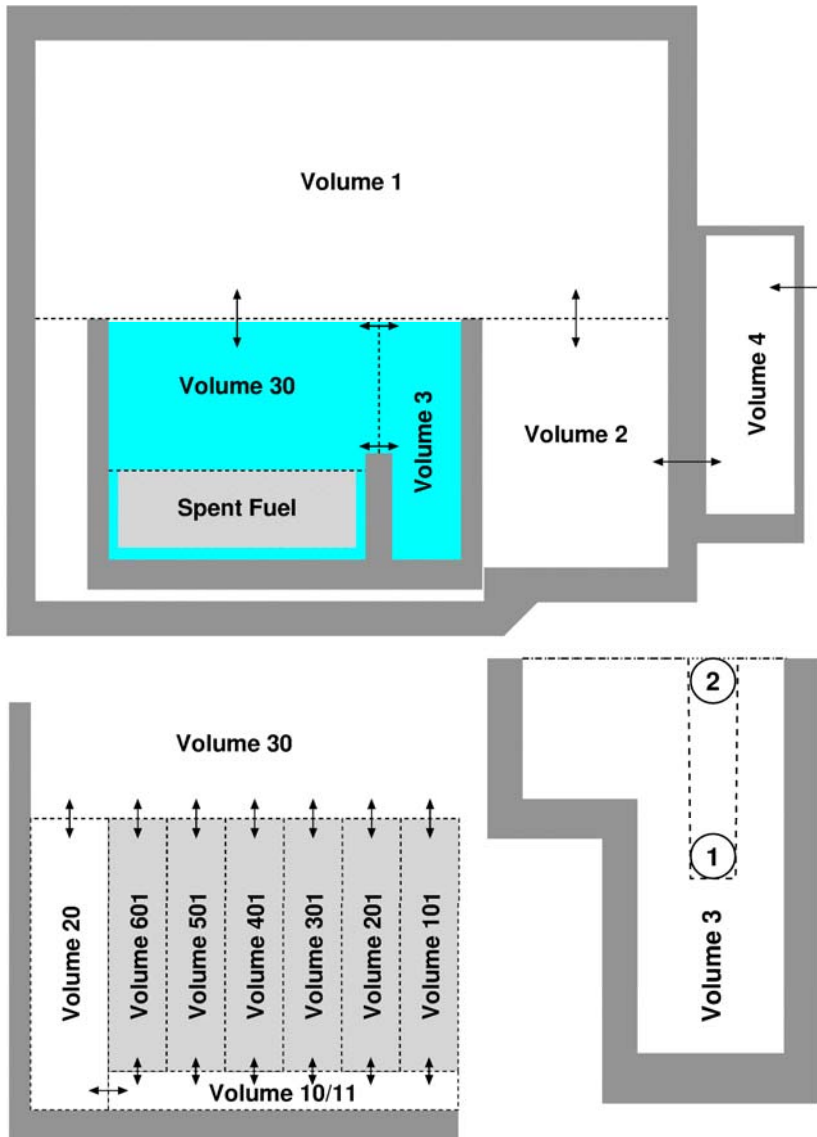 Volume 1
Volume 30
Volume 3
Volume 2
Volume 4
Spent Fuel
Volume 30
Volume 20
Volume 601
Volume 501
Volume 401
Volume 301
Volume 201
Volume 101
Volume 10/11
2
1
Volume 3